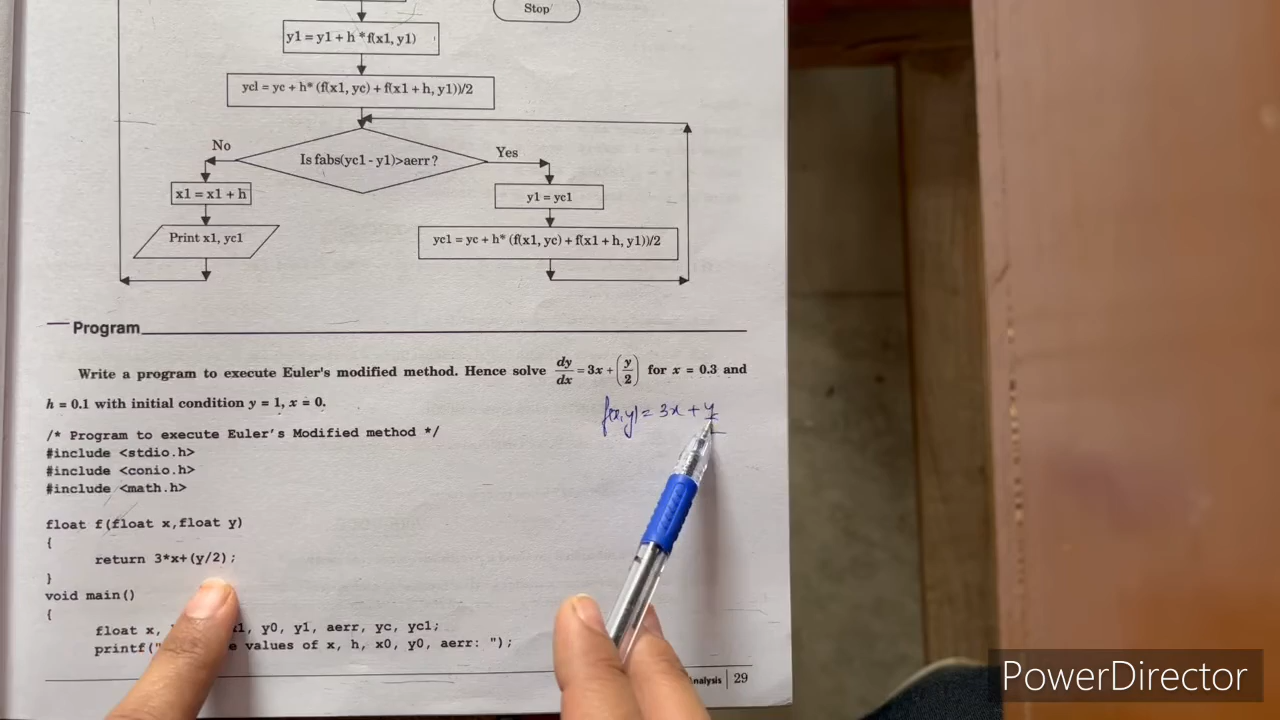 Stop
y1 = y1 + h *f(x1, y1)
ycl = yc + h* (f(x1, yc) + f(x1 + h, y1))/2
No
Is fabs(yc1 - y1)>aerr ?
Yes
x1 = x1 + h
y1 = yc1
Print x1, yc1
yc1 = yc + h* (f(x1, yc) + f(x1 + h, y1))/2
Program
Write a program to execute Euler's modified method. Hence solve dy/dx = 3x + (y/2) for x = 0.3 and
h = 0.1 with initial condition y = 1, x = 0.
f(x,y) = 3x + y
/* Program to execute Euler's Modified method */
#include <stdio.h>
#include <conio.h>
#include <math.h>
float f(float x,float y)
{
return 3*x+(y/2);
}
void main()
{
float x, x1, y0, y1, aerr, yc, yc1;
printf(" values of x, h, x0, y0, aerr: ");
29
PowerDirector